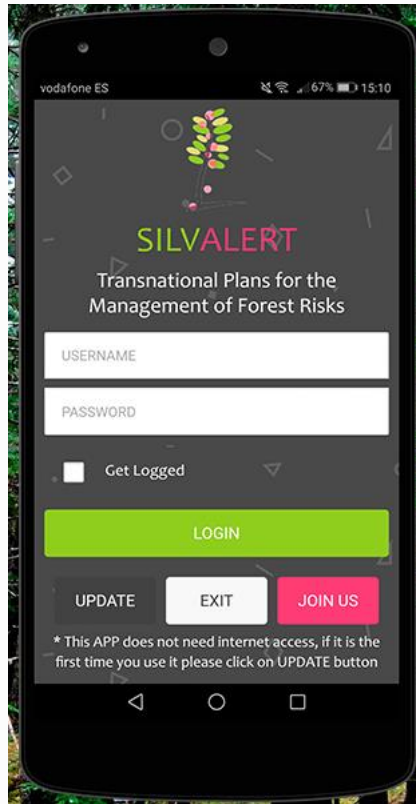 vodafone ES 67% 15:10
SILVALERT
Transnational Plans for the
Management of Forest Risks
USERNAME
PASSWORD
Get Logged
LOGIN
UPDATE EXIT JOIN US
* This APP does not need internet access, if it is the
first time you use it please click on UPDATE button